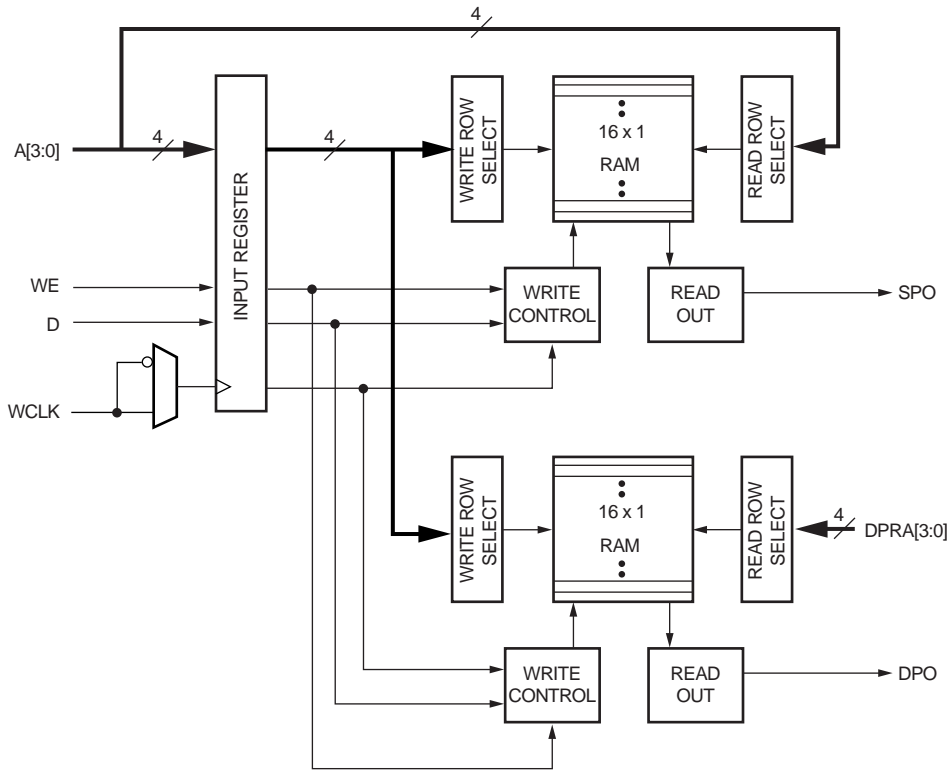 4
A[3:0]
4
4
INPUT REGISTER
WRITE ROW
SELECT
16 x 1
RAM
READ ROW
SELECT
WE
D
WCLK
WRITE
CONTROL
READ
OUT
SPO
WRITE ROW
SELECT
16 x 1
RAM
READ ROW
SELECT
4
DPRA[3:0]
WRITE
CONTROL
READ
OUT
DPO